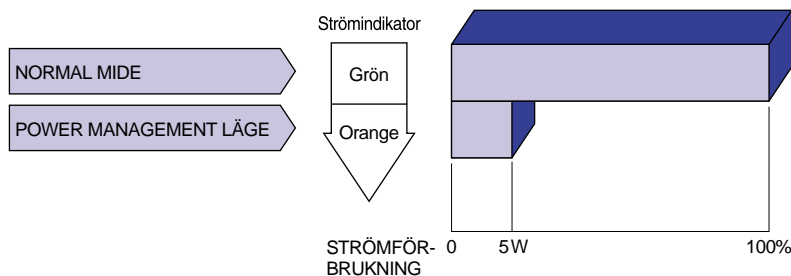 Strömindikator
NORMAL MIDE
Grön
POWER MANAGEMENT LÄGE
Orange
STRÖMFÖR-
BRUKNING
0 5W 100%